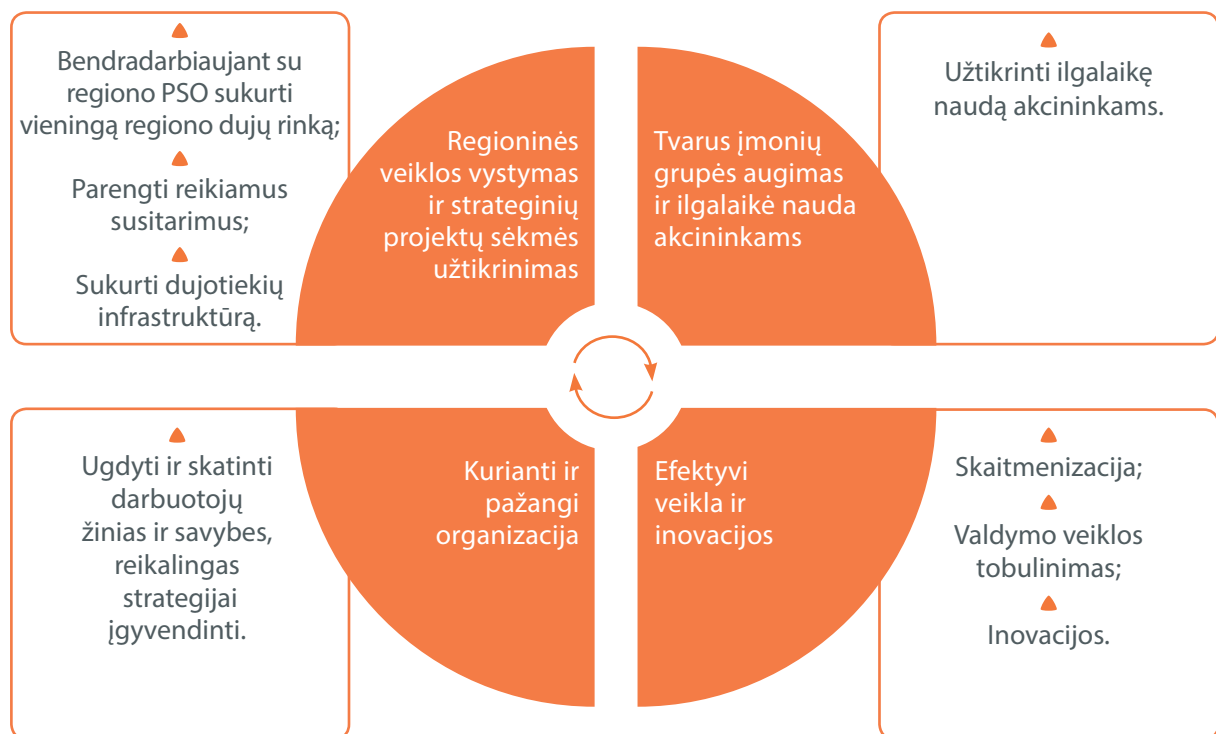 Bendradarbiaujant su
regiono PSO sukurti
vieningą regiono dujų rinką;
Parengti reikiamus
susitarimus;
Sukurti dujotiekių
infrastruktūrą.
Regioninės
veiklos vystymas
ir strateginių
projektų sėkmės
užtikrinimas
Tvarus įmonių
grupės augimas
ir ilgalaikė nauda
akcininkams
Užtikrinti ilgalaikę
naudą akcininkams.
Ugdyti ir skatinti
darbuotojų
žinias ir savybes,
reikalingas
strategijai
įgyvendinti.
Kurianti ir
pažangi
organizacija
Efektyvi
veikla ir
inovacijos
Skaitmenizacija;
Valdymo veiklos
tobulinimas;
Inovacijos.